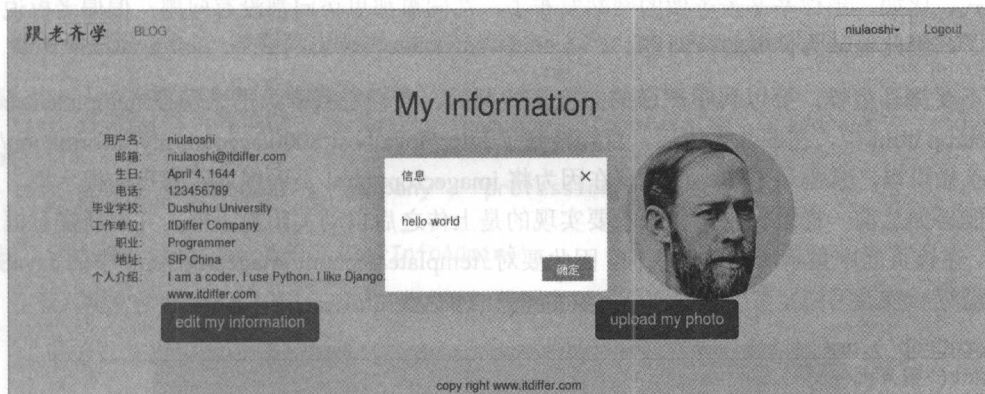 跟老齐学 BLOG niulaoshi Logout
My Information
用户名: niulaoshi
邮箱: niulaoshi@itdiffer.com
生日: April 4, 1644
电话: 123456789
毕业学校: Dushuhu University
工作单位: ItDiffer Company
职业: Programmer
地址: SIP China
个人介绍: I am a coder, I use Python, I like Django.
www.itdiffer.com
信息 ×
hello world
确定
edit my information
upload my photo
copy right www.itdiffer.com